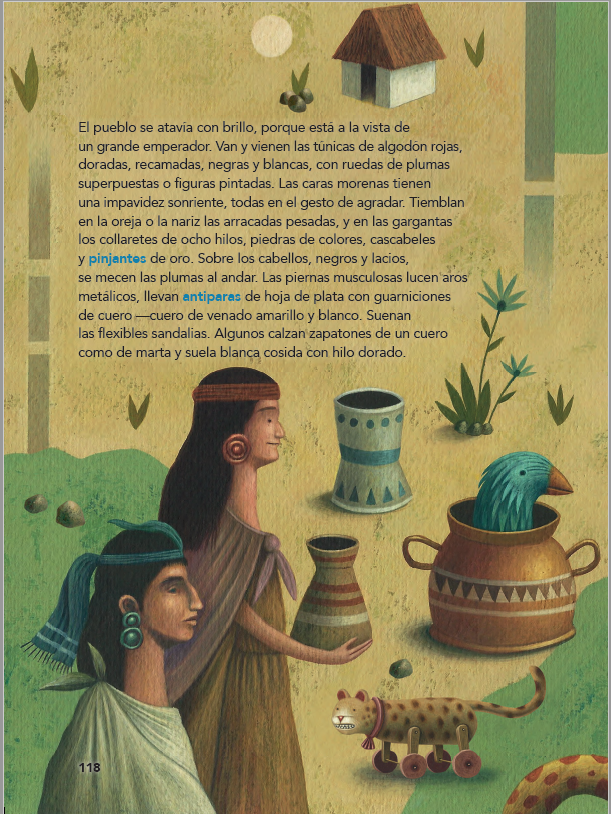 El pueblo se atavía con brillo, porque está a la vista de
un grande emperador. Van y vienen las túnicas de algodón rojas,
doradas, recamadas, negras y blancas, con ruedas de plumas
superpuestas o figuras pintadas. Las caras morenas tienen
una impavidez sonriente, todas en el gesto de agradar. Tiemblan
en la oreja o la nariz las arracadas pesadas, y en las gargantas
los collaretes de ocho hilos, piedras de colores, cascabeles
y pinjantes de oro. Sobre los cabellos, negros y lacios,
se mecen las plumas al andar. Las piernas musculosas lucen aros
metálicos, llevan antiparas de hoja de plata con guarniciones
de cuero —cuero de venado amarillo y blanco. Suenan
las flexibles sandalias. Algunos calzan zapatones de un cuero
como de marta y suela blanca cosida con hilo dorado.
118